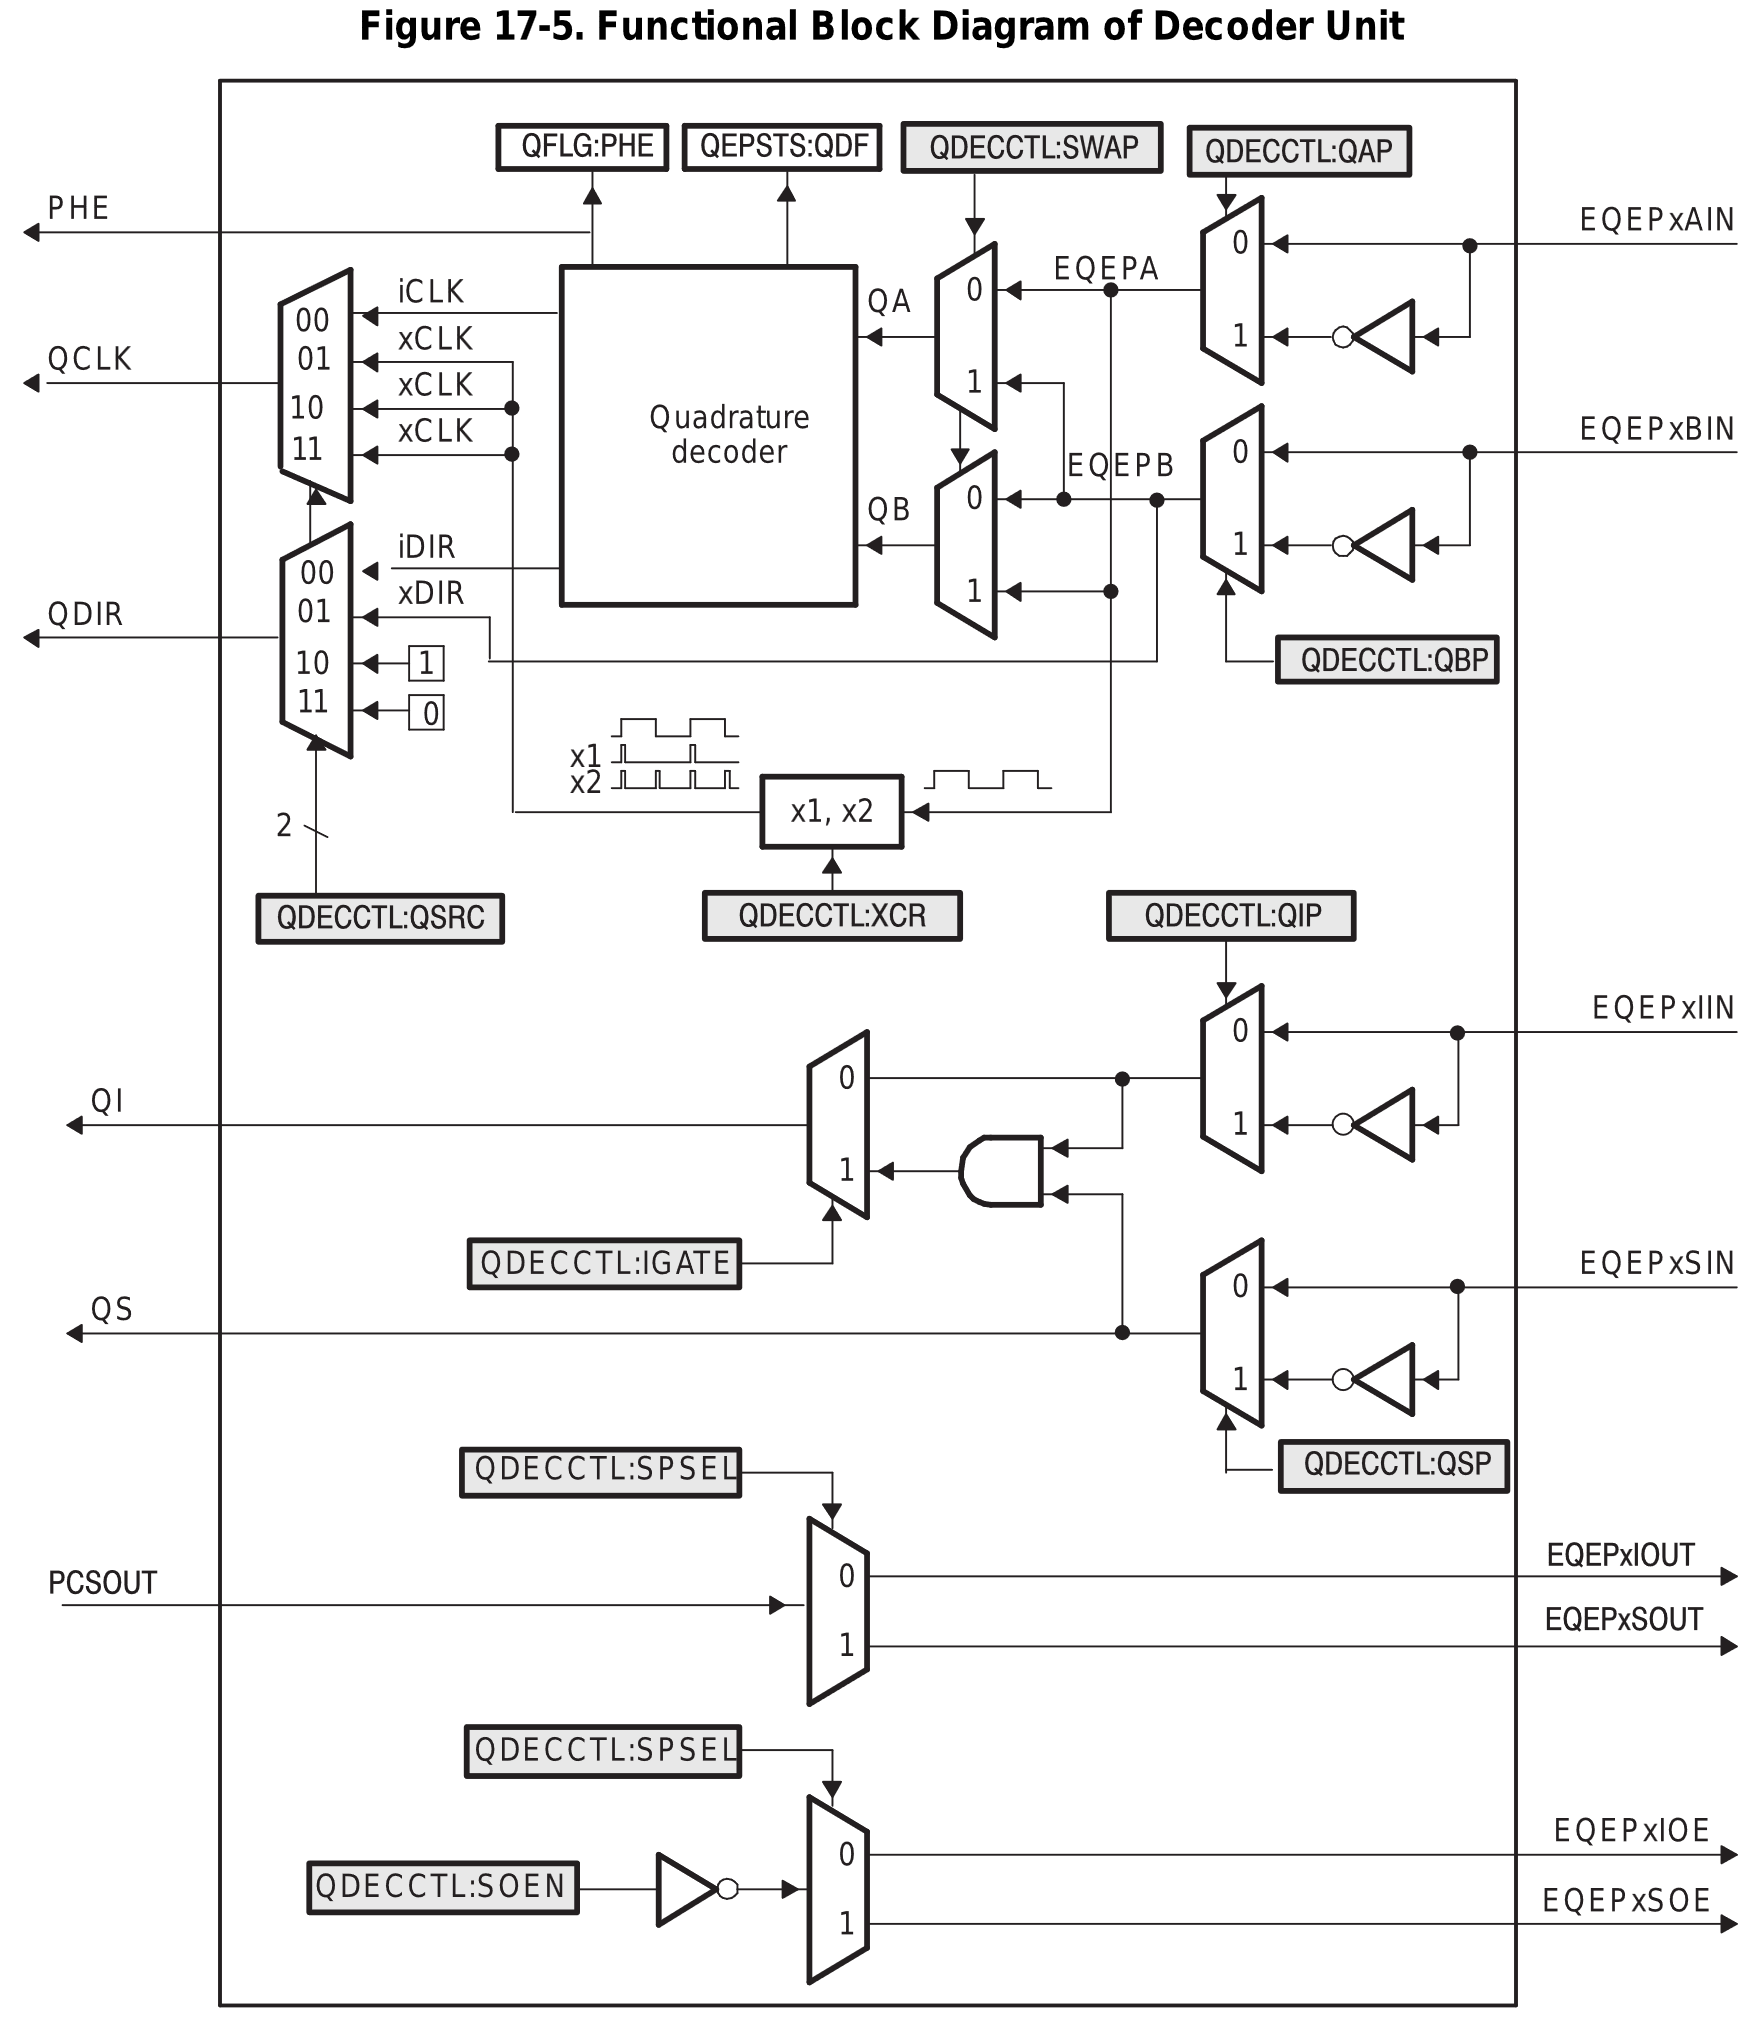 Figure 17-5. Functional Block Diagram of Decoder Unit
QFLG:PHE
QEPSTS:QDF
QDECCTL:SWAP
QDECCTL:QAP
PHE
EQEPxAIN
0
1
EQEPA
0
1
QA
iCLK
xCLK
xCLK
xCLK
00
01
10
11
QCLK
Quadrature
decoder
EQEPxBIN
0
1
EQEPB
0
1
QB
iDIR
xDIR
00
01
10
11
1
0
QDIR
QDECCTL:QBP
x1
x2
x1, x2
2
QDECCTL:QSRC
QDECCTL:XCR
QDECCTL:QIP
EQEPxIIN
0
1
0
1
QI
QDECCTL:IGATE
EQEPxSIN
0
1
QS
QDECCTL:SPSEL
QDECCTL:QSP
PCSOUT
0
1
EQEPxIOUT
EQEPxSOUT
QDECCTL:SPSEL
0
1
EQEPxIOE
QDECCTL:SOEN
EQEPxSOE